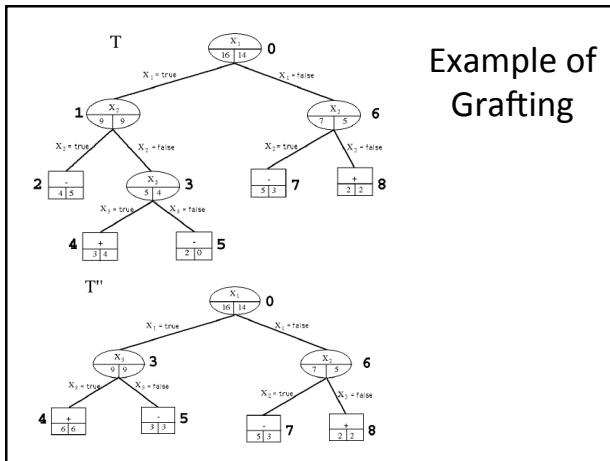 T
Example of
Grafting
X₁
0
16 14
X₁ = true
X₁ = false
1
X₂
9 9
X₂
6
7 5
X₂ = true
X₂ = false
X₂ = true
X₂ = false
2
-
4 5
X₃
3
5 4
-
7
5 3
+
8
2 2
X₃ = true
X₃ = false
4
+
3 4
-
5
2 0
T"
X₁
0
16 14
X₁ = true
X₁ = false
X₃
3
9 9
X₂
6
7 5
X₃ = true
X₃ = false
X₂ = true
X₂ = false
4
+
6 6
-
5
3 3
-
7
5 3
+
8
2 2